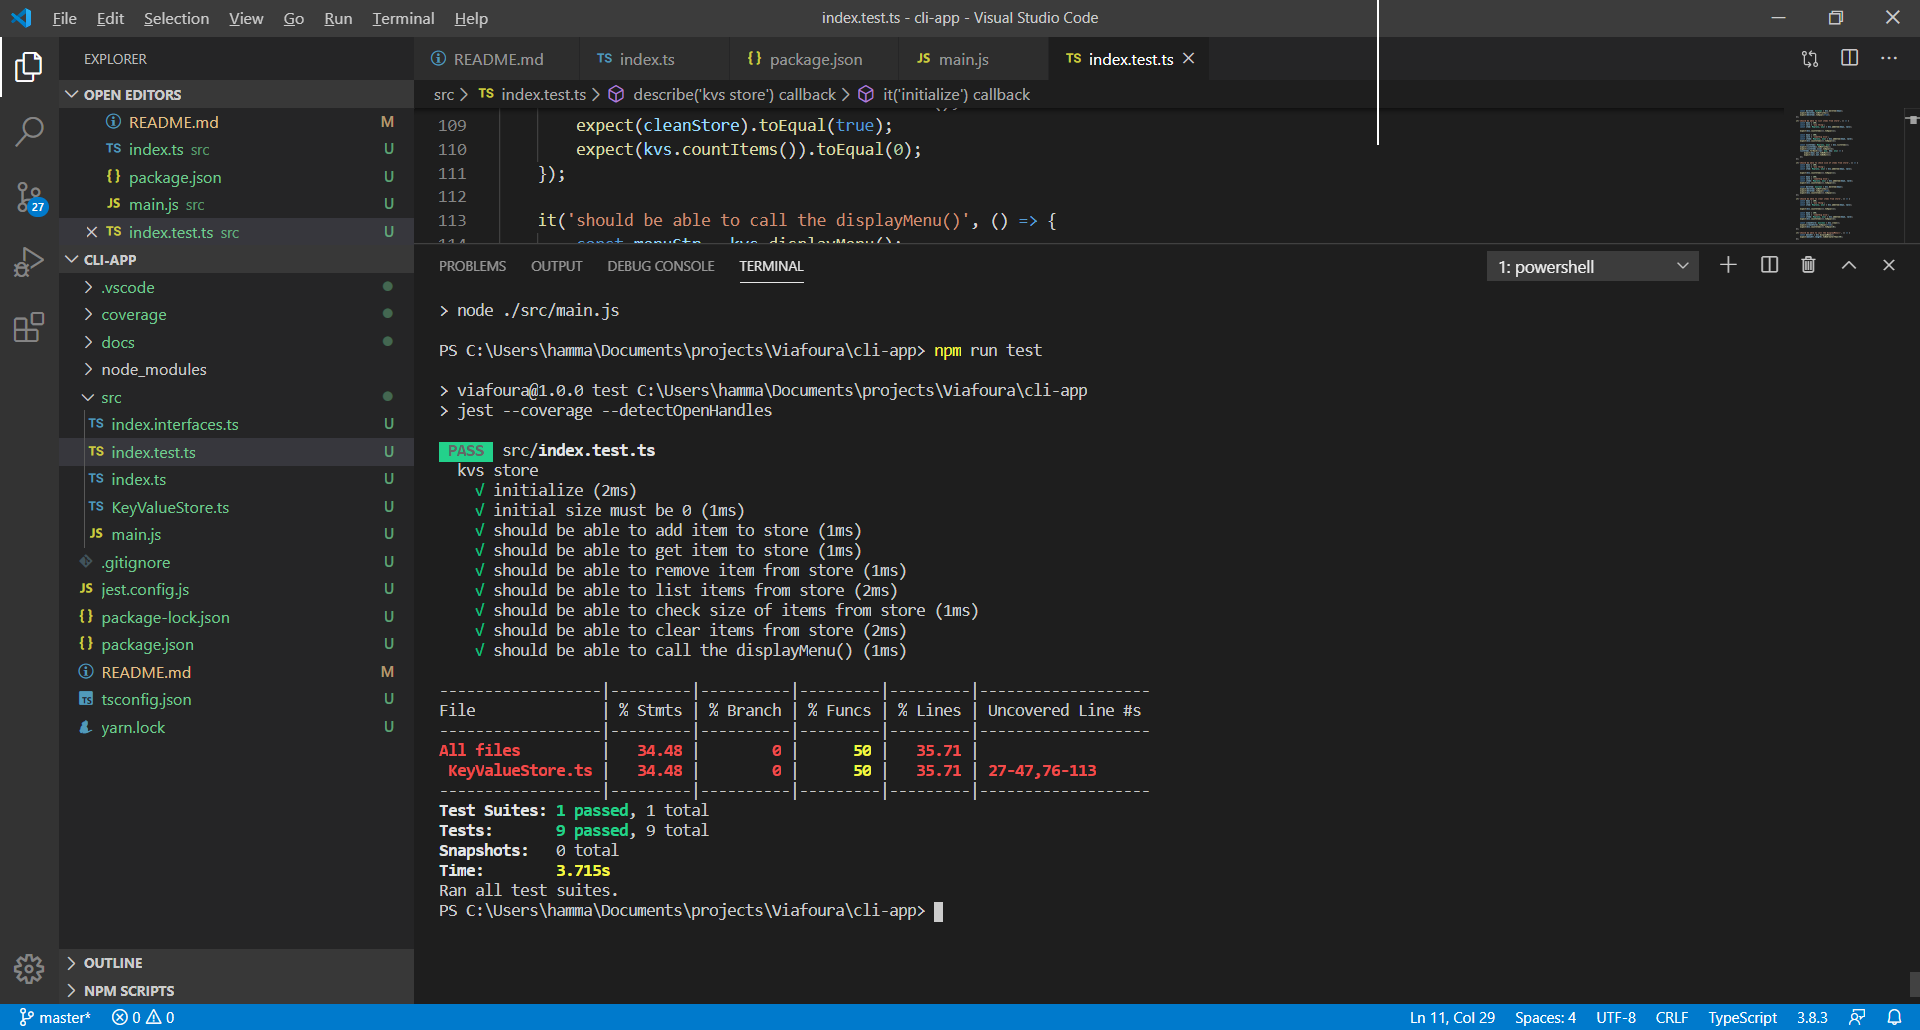 File Edit Selection View Go Run Terminal Help
index.test.ts - cli-app - Visual Studio Code
EXPLORER
OPEN EDITORS
README.md M
TS index.ts src U
{} package.json U
JS main.js src U
TS index.test.ts src U
CLI-APP
.vscode
coverage
docs
node_modules
src
TS index.interfaces.ts U
TS index.test.ts U
TS index.ts U
TS KeyValueStore.ts U
JS main.js U
.gitignore U
JS jest.config.js U
{} package-lock.json U
{} package.json U
README.md M
TS tsconfig.json U
yarn.lock U
OUTLINE
NPM SCRIPTS
27
README.md
TS index.ts
{} package.json
JS main.js
TS index.test.ts
src > TS index.test.ts > describe('kvs store') callback > it('initialize') callback
109 expect(cleanStore).toEqual(true);
110 expect(kvs.countItems()).toEqual(0);
111 });
112
113 it('should be able to call the displayMenu()', () => {
PROBLEMS OUTPUT DEBUG CONSOLE TERMINAL
1: powershell
> node ./src/main.js
PS C:\Users\hamma\Documents\projects\Viafoura\cli-app> npm run test
> viafoura@1.0.0 test C:\Users\hamma\Documents\projects\Viafoura\cli-app
> jest --coverage --detectOpenHandles
PASS src/index.test.ts
kvs store
√ initialize (2ms)
√ initial size must be 0 (1ms)
√ should be able to add item to store (1ms)
√ should be able to get item to store (1ms)
√ should be able to remove item from store (1ms)
√ should be able to list items from store (2ms)
√ should be able to check size of items from store (1ms)
√ should be able to clear items from store (2ms)
√ should be able to call the displayMenu() (1ms)
------------------|---------|----------|---------|---------|-------------------
File | % Stmts | % Branch | % Funcs | % Lines | Uncovered Line #s
------------------|---------|----------|---------|---------|-------------------
All files | 34.48 | 0 | 50 | 35.71 |
KeyValueStore.ts | 34.48 | 0 | 50 | 35.71 | 27-47,76-113
------------------|---------|----------|---------|---------|-------------------
Test Suites: 1 passed, 1 total
Tests: 9 passed, 9 total
Snapshots: 0 total
Time: 3.715s
Ran all test suites.
PS C:\Users\hamma\Documents\projects\Viafoura\cli-app>
master* 0 0
Ln 11, Col 29 Spaces: 4 UTF-8 CRLF TypeScript 3.8.3